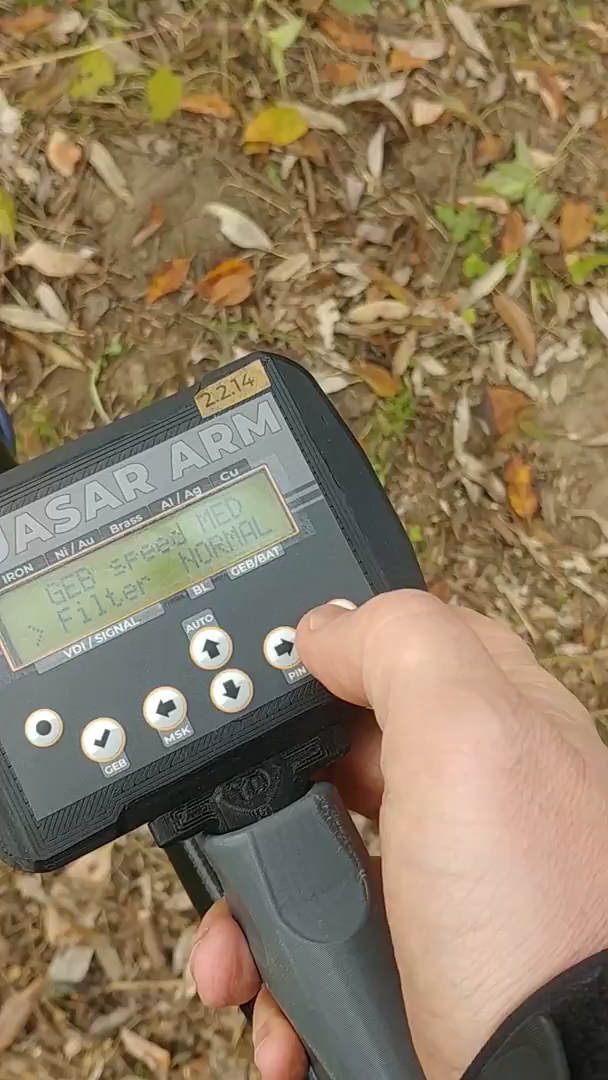 2.2.14
UASAR ARM
IRON Ni/Au Brass Al/Ag Cu
GEB speed MED
> Filter NORMAL
VDI / SIGNAL BL GEB/BAT
AUTO
PIN
MSK
GEB